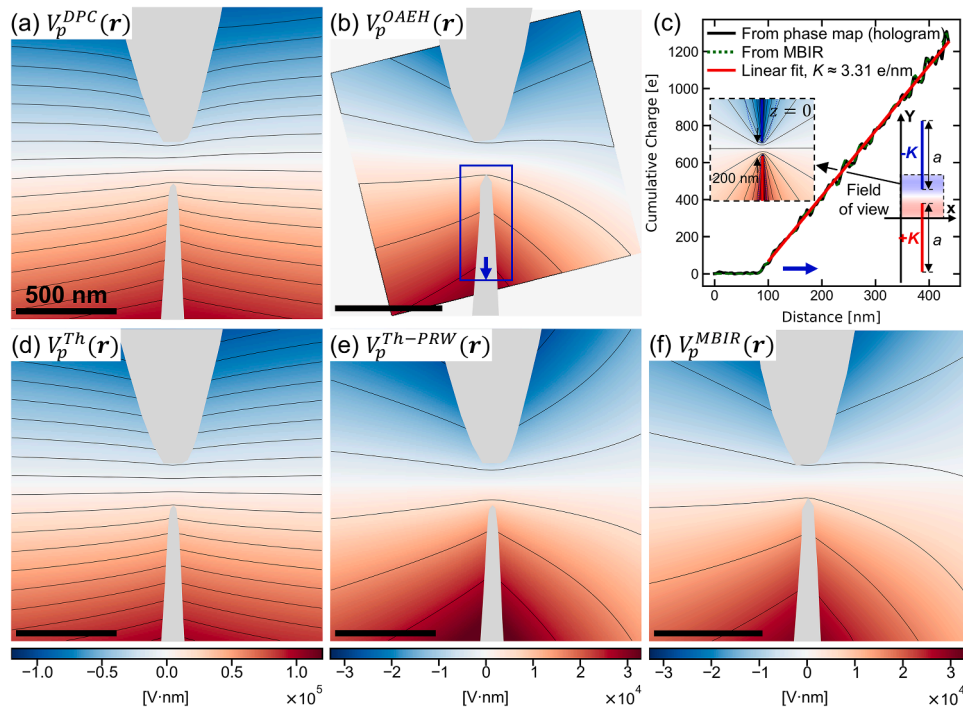 (a) V_p^{DPC}(r)
500 nm
(b) V_p^{OAEH}(r)
(c)
From phase map (hologram)
From MBIR
Linear fit, K ≈ 3.31 e/nm
Cumulative Charge [e]
1200
1000
800
600
400
200
0
z = 0
200 nm
Field
of view
Y
-K
a
x
+K
a
0 100 200 300 400
Distance [nm]
(d) V_p^{Th}(r)
(e) V_p^{Th-PRW}(r)
(f) V_p^{MBIR}(r)
−1.0 −0.5 0.0 0.5 1.0
[V·nm] ×10^5
−3 −2 −1 0 1 2 3
[V·nm] ×10^4
−3 −2 −1 0 1 2 3
[V·nm] ×10^4